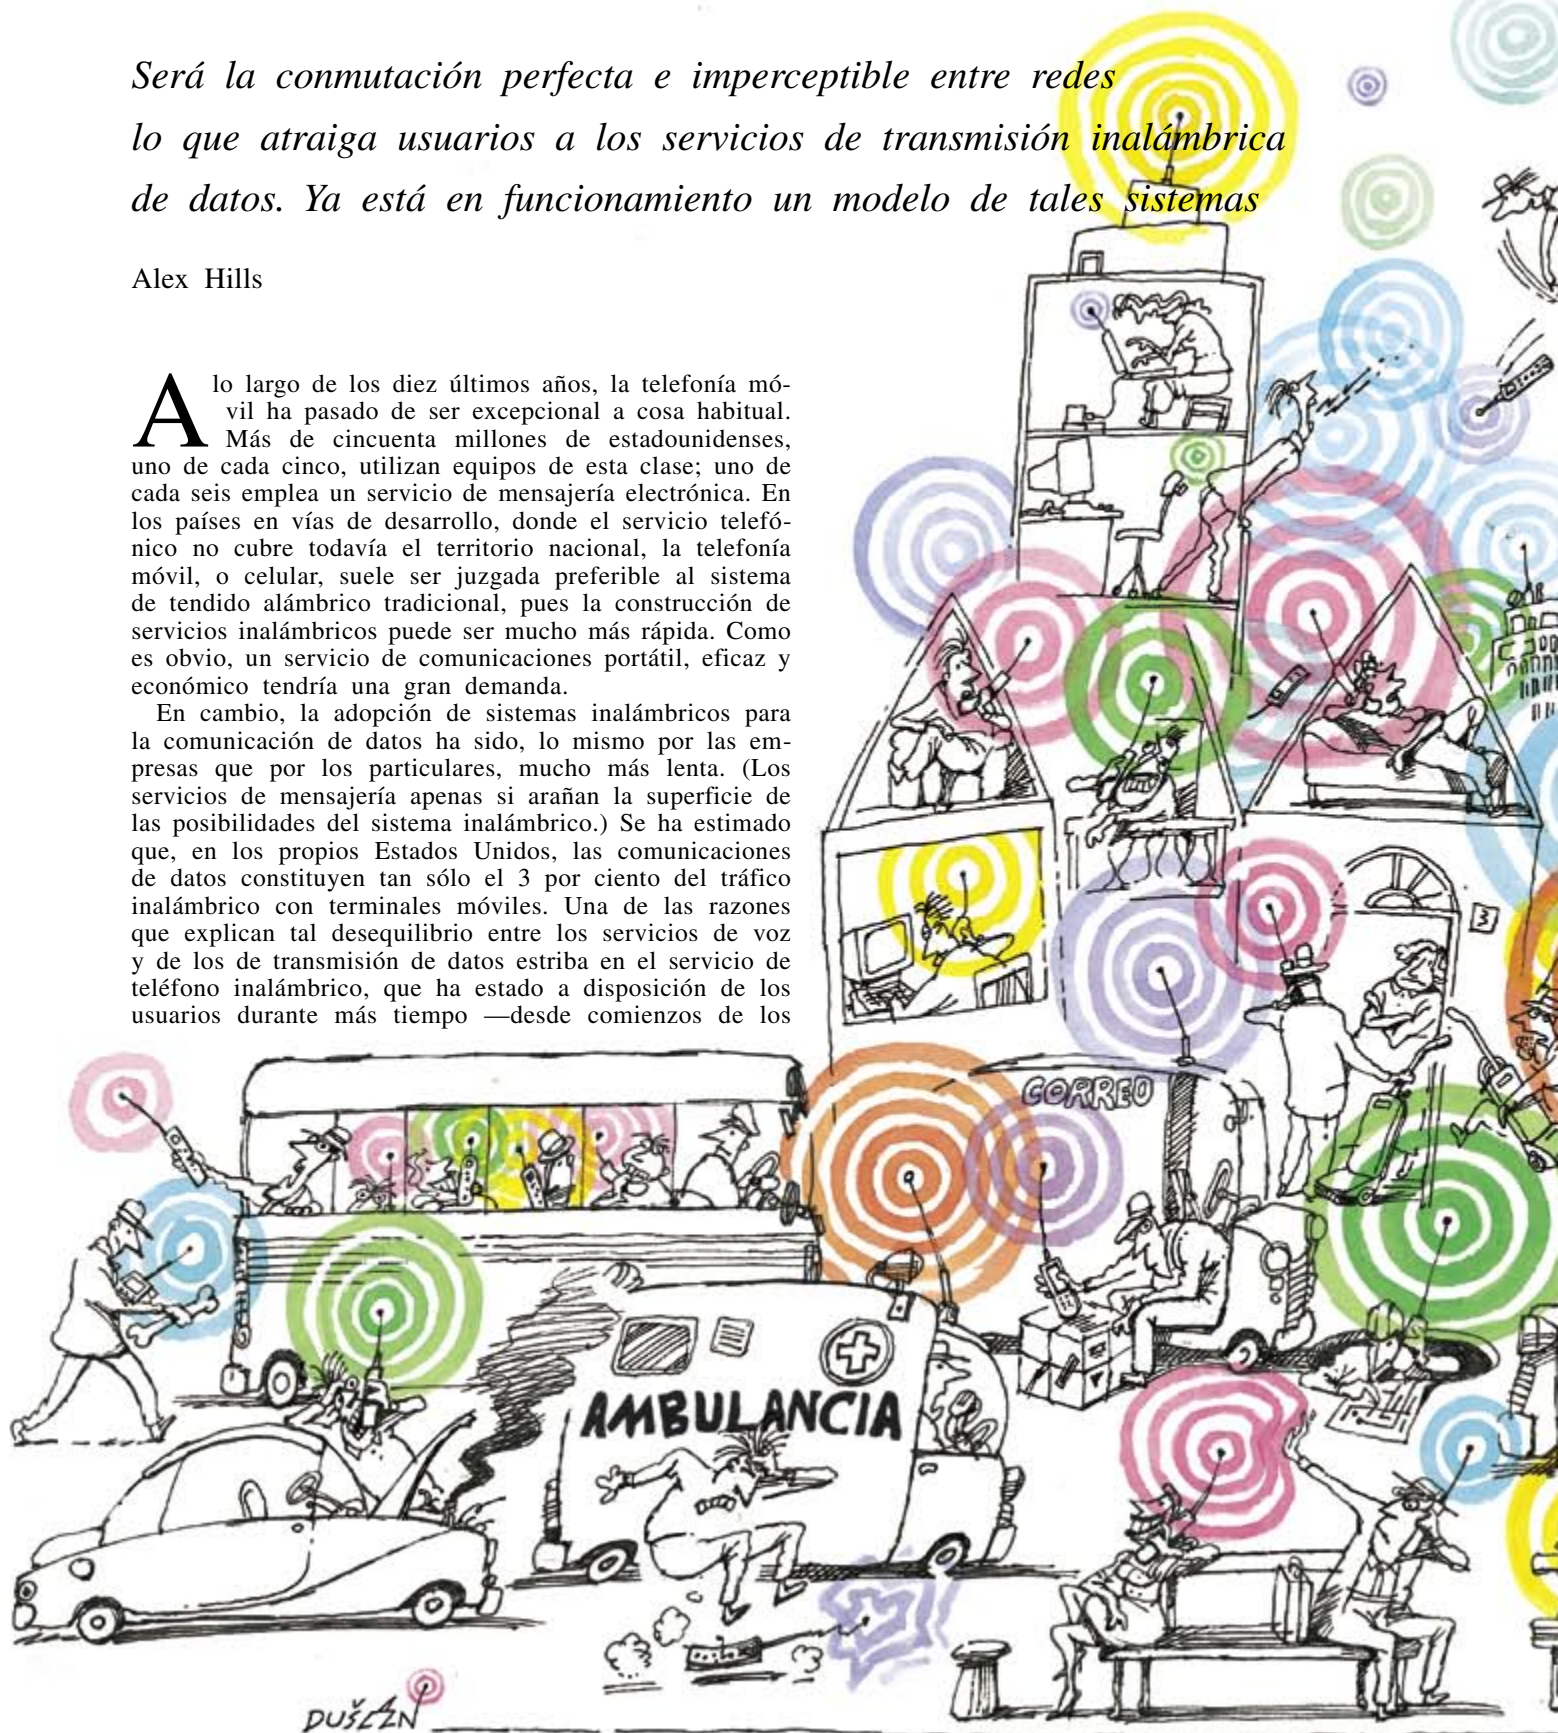 Será la conmutación perfecta e imperceptible entre redes
lo que atraiga usuarios a los servicios de transmisión inalámbrica
de datos. Ya está en funcionamiento un modelo de tales sistemas
Alex Hills
A lo largo de los diez últimos años, la telefonía mó-
vil ha pasado de ser excepcional a cosa habitual.
Más de cincuenta millones de estadounidenses,
uno de cada cinco, utilizan equipos de esta clase; uno de
cada seis emplea un servicio de mensajería electrónica. En
los países en vías de desarrollo, donde el servicio telefó-
nico no cubre todavía el territorio nacional, la telefonía
móvil, o celular, suele ser juzgada preferible al sistema
de tendido alámbrico tradicional, pues la construcción de
servicios inalámbricos puede ser mucho más rápida. Como
es obvio, un servicio de comunicaciones portátil, eficaz y
económico tendría una gran demanda.
En cambio, la adopción de sistemas inalámbricos para
la comunicación de datos ha sido, lo mismo por las em-
presas que por los particulares, mucho más lenta. (Los
servicios de mensajería apenas si arañan la superficie de
las posibilidades del sistema inalámbrico.) Se ha estimado
que, en los propios Estados Unidos, las comunicaciones
de datos constituyen tan sólo el 3 por ciento del tráfico
inalámbrico con terminales móviles. Una de las razones
que explican tal desequilibrio entre los servicios de voz
y de los de transmisión de datos estriba en el servicio de
teléfono inalámbrico, que ha estado a disposición de los
usuarios durante más tiempo —desde comienzos de los
3
CORREO
AMBULANCIA
DUŠAN